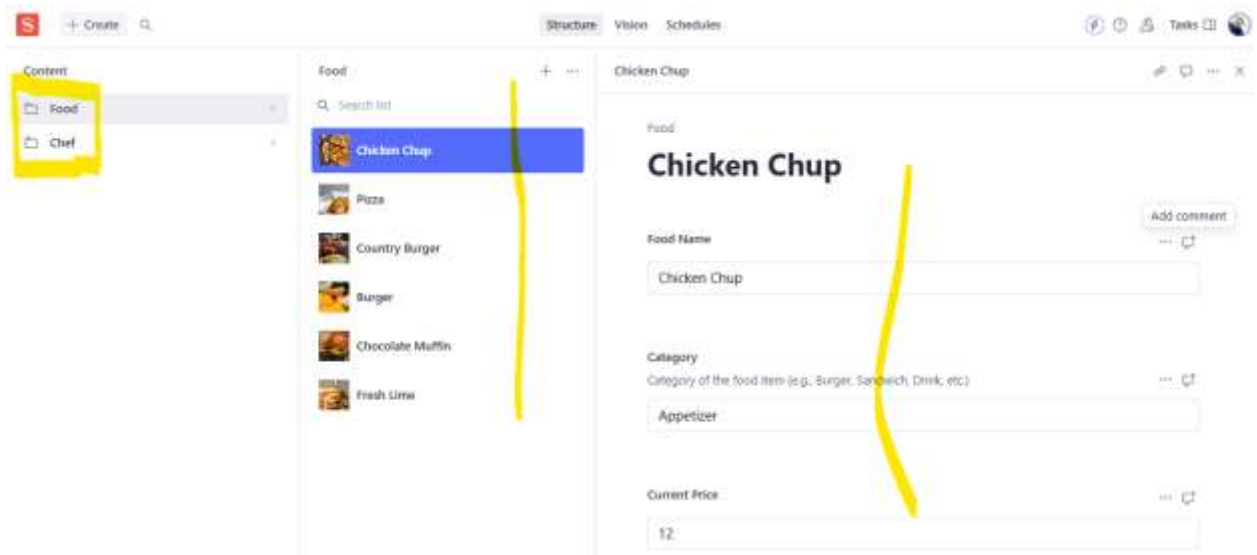 S
+ Create
Structure Vision Schedules
Tasks
Content
Food
Chef
Food
Search list
Chicken Chup
Pizza
Country Burger
Burger
Chocolate Muffin
Fresh Lime
Chicken Chup
Food
Chicken Chup
Add comment
Food Name
Chicken Chup
Category
Category of the food item (e.g., Burger, Sandwich, Drink, etc.)
Appetizer
Current Price
12